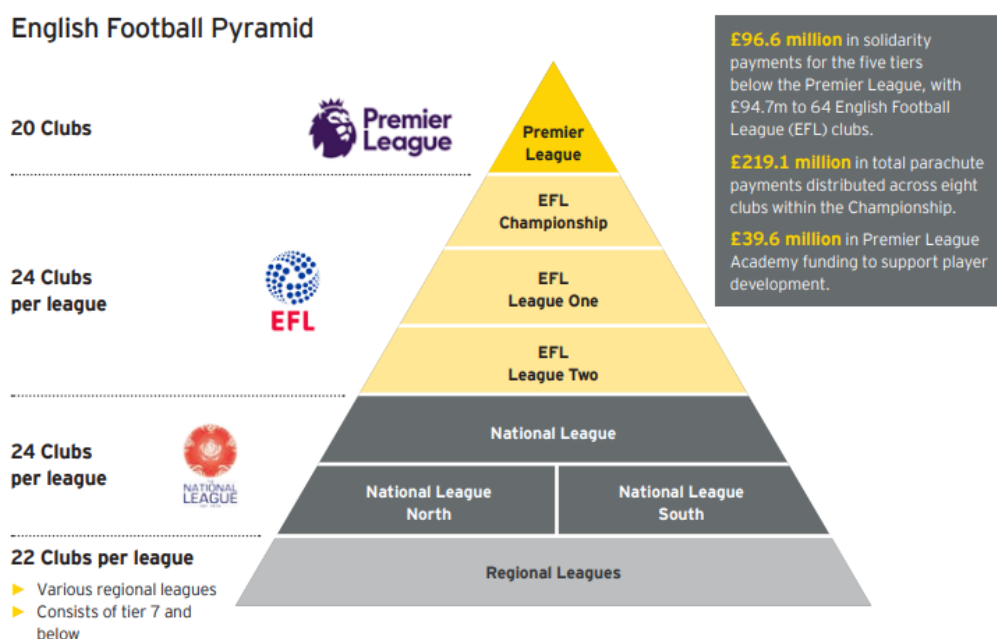 English Football Pyramid
20 Clubs
Premier
League
Premier
League
EFL
Championship
24 Clubs
per league
EFL
EFL
League One
EFL
League Two
24 Clubs
per league
THE
NATIONAL
LEAGUE
National League
National League
North
National League
South
22 Clubs per league
Various regional leagues
Consists of tier 7 and
below
Regional Leagues
£96.6 million in solidarity
payments for the five tiers
below the Premier League, with
£94.7m to 64 English Football
League (EFL) clubs.
£219.1 million in total parachute
payments distributed across eight
clubs within the Championship.
£39.6 million in Premier League
Academy funding to support player
development.